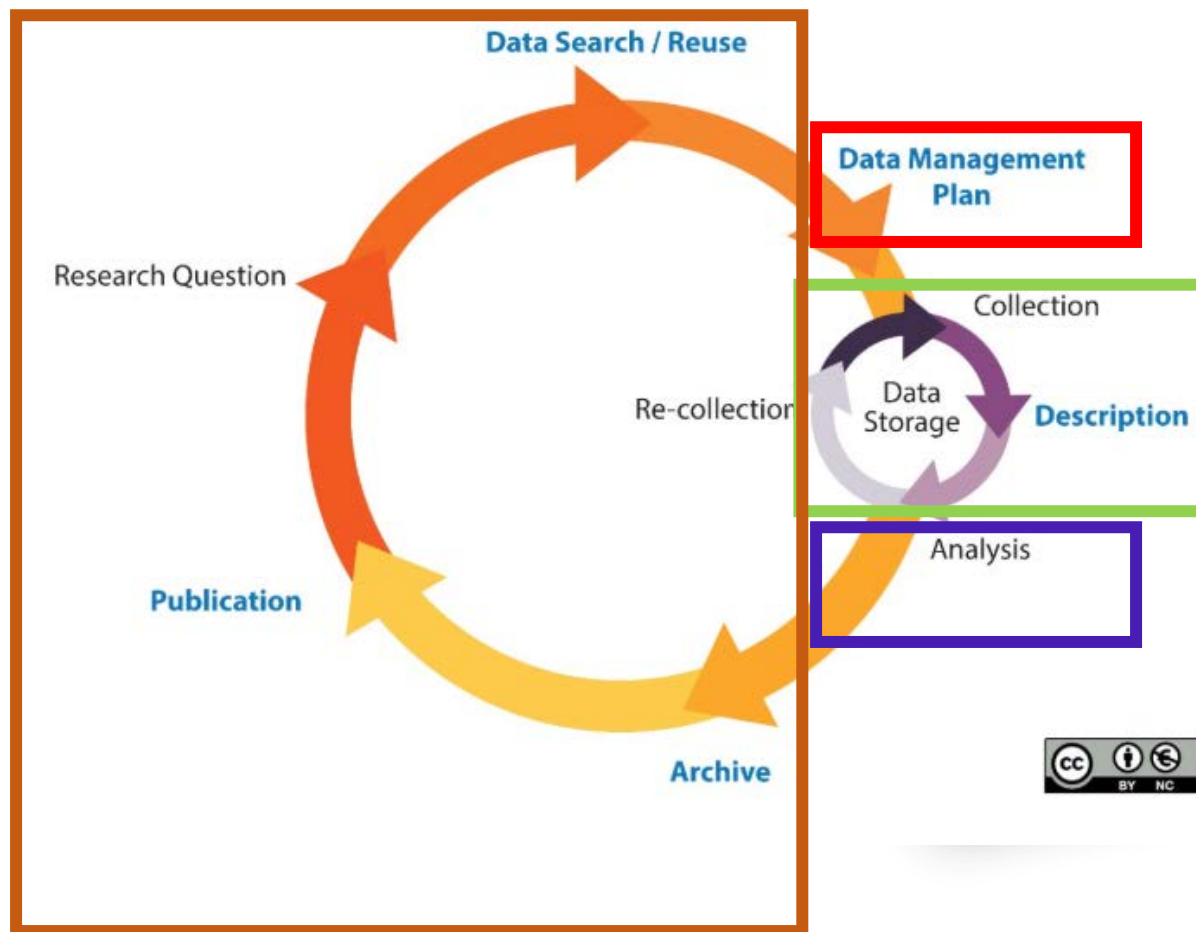 Data Search / Reuse
Data Management
Plan
Research Question
Collection
Re-collection
Data
Storage
Description
Analysis
Publication
Archive
cc
BY NC